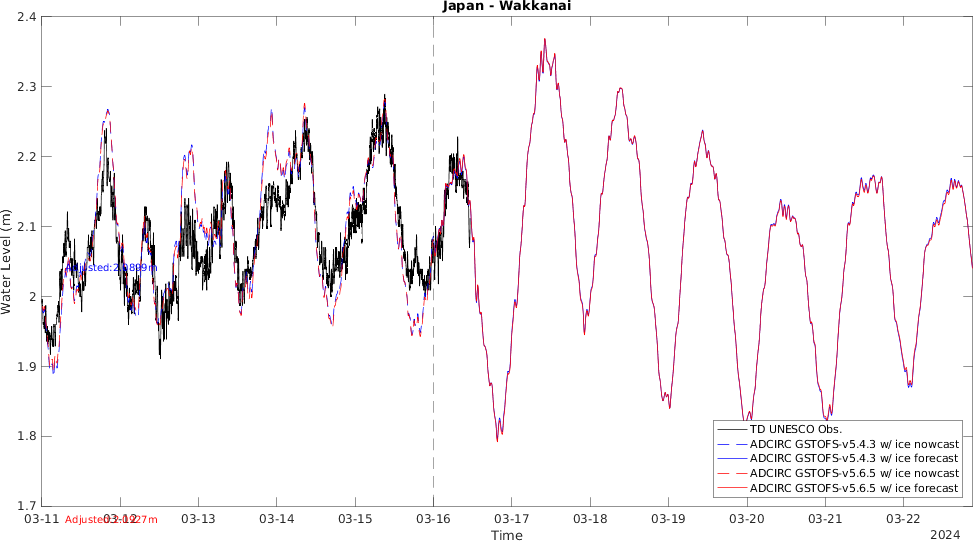 Japan - Wakkanai
2.4
2.3
2.2
2.1
2
1.9
1.8
1.7
Water Level (m)
TD UNESCO Obs.
ADCIRC GSTOFS-v5.4.3 w/ ice nowcast
ADCIRC GSTOFS-v5.4.3 w/ ice forecast
ADCIRC GSTOFS-v5.6.5 w/ ice nowcast
ADCIRC GSTOFS-v5.6.5 w/ ice forecast
03-11 03-12 03-13 03-14 03-15 03-16 03-17 03-18 03-19 03-20 03-21 03-22
Time
2024